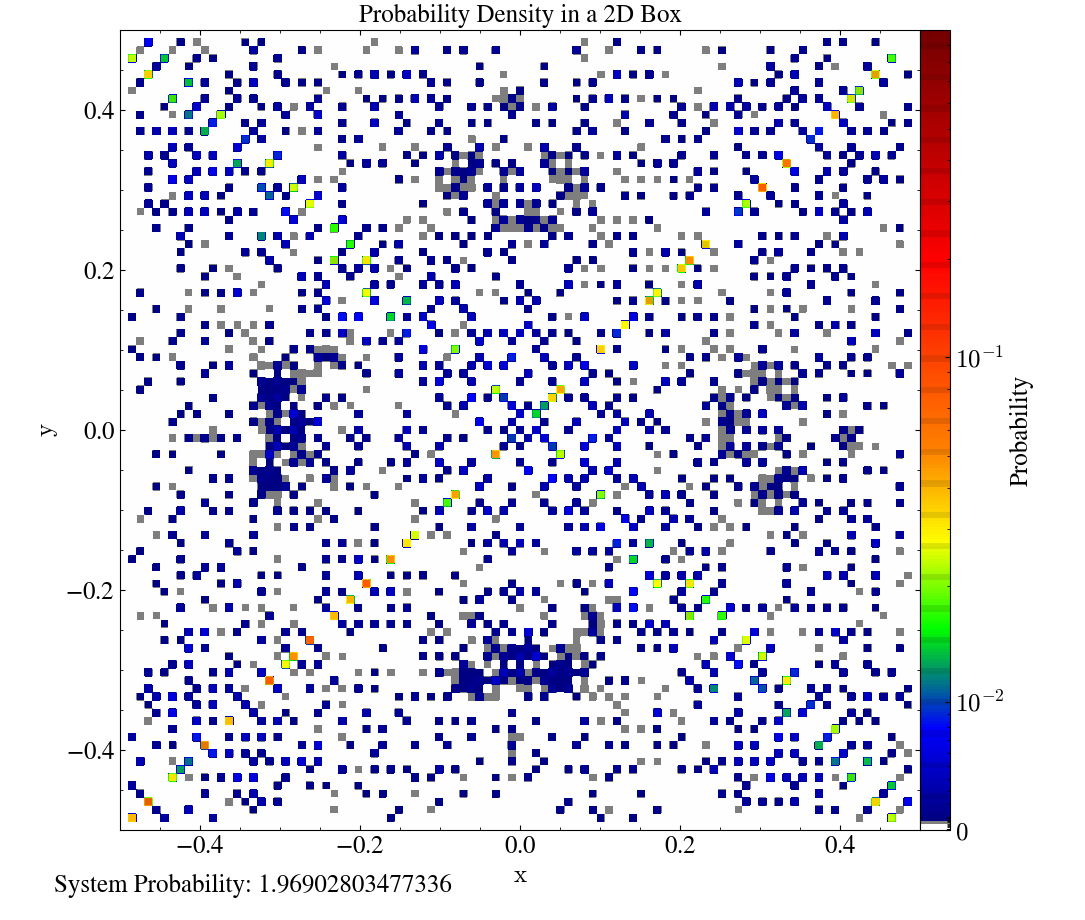 Probability Density in a 2D Box
0.4
0.2
0.0
−0.2
−0.4
y
−0.4 −0.2 0.0 0.2 0.4
x
10⁻¹
10⁻²
0
Probability
System Probability: 1.96902803477336